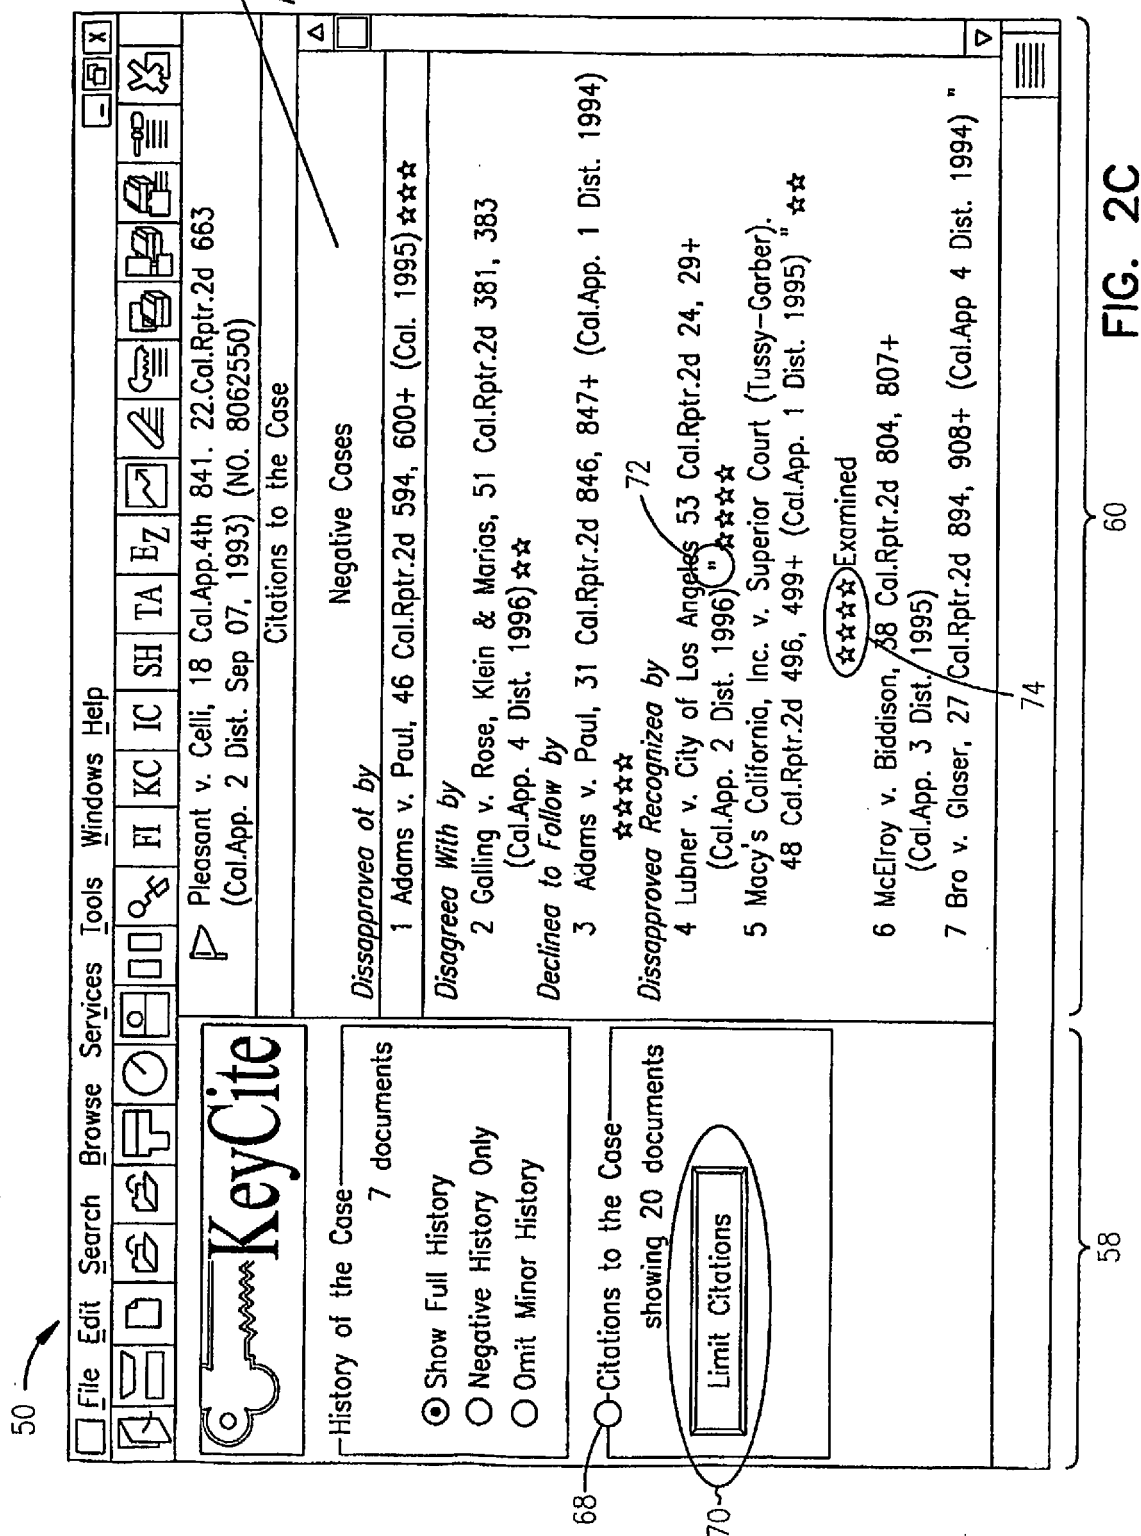 50
File Edit Search Browse Services Tools Windows Help
FI KC IC SH TA EZ
KeyCite
History of the Case
7 documents
Show Full History
Negative History Only
Omit Minor History
68
Citations to the Case
showing 20 documents
70
Limit Citations
58
Pleasant v. Celli, 18 Cal.App.4th 841. 22.Cal.Rptr.2d 663
(Cal.App. 2 Dist. Sep 07, 1993) (NO. 8062550)
Citations to the Case
Negative Cases
Dissapprovea of by
1 Adams v. Paul, 46 Cal.Rptr.2d 594, 600+ (Cal. 1995) ☆☆☆
Disagreea With by
2 Galling v. Rose, Klein & Marias, 51 Cal.Rptr.2d 381, 383
(Cal.App. 4 Dist. 1996) ☆☆
Declinea to Follow by
3 Adams v. Paul, 31 Cal.Rptr.2d 846, 847+ (Cal.App. 1 Dist. 1994)
☆☆☆☆
Dissapprovea Recognizea by
72
4 Lubner v. City of Los Angeles 53 Cal.Rptr.2d 24, 29+
(Cal.App. 2 Dist. 1996) " ☆☆☆☆☆
5 Macy's California, Inc. v. Superior Court (Tussy-Garber).
48 Cal.Rptr.2d 496, 499+ (Cal.App. 1 Dist. 1995) " ☆☆
☆☆☆☆ Examined
6 McElroy v. Biddison, 38 Cal.Rptr.2d 804, 807+
(Cal.App. 3 Dist. 1995)
7 Bro v. Glaser, 27 Cal.Rptr.2d 894, 908+ (Cal.App 4 Dist. 1994) "
74
60
FIG. 2C